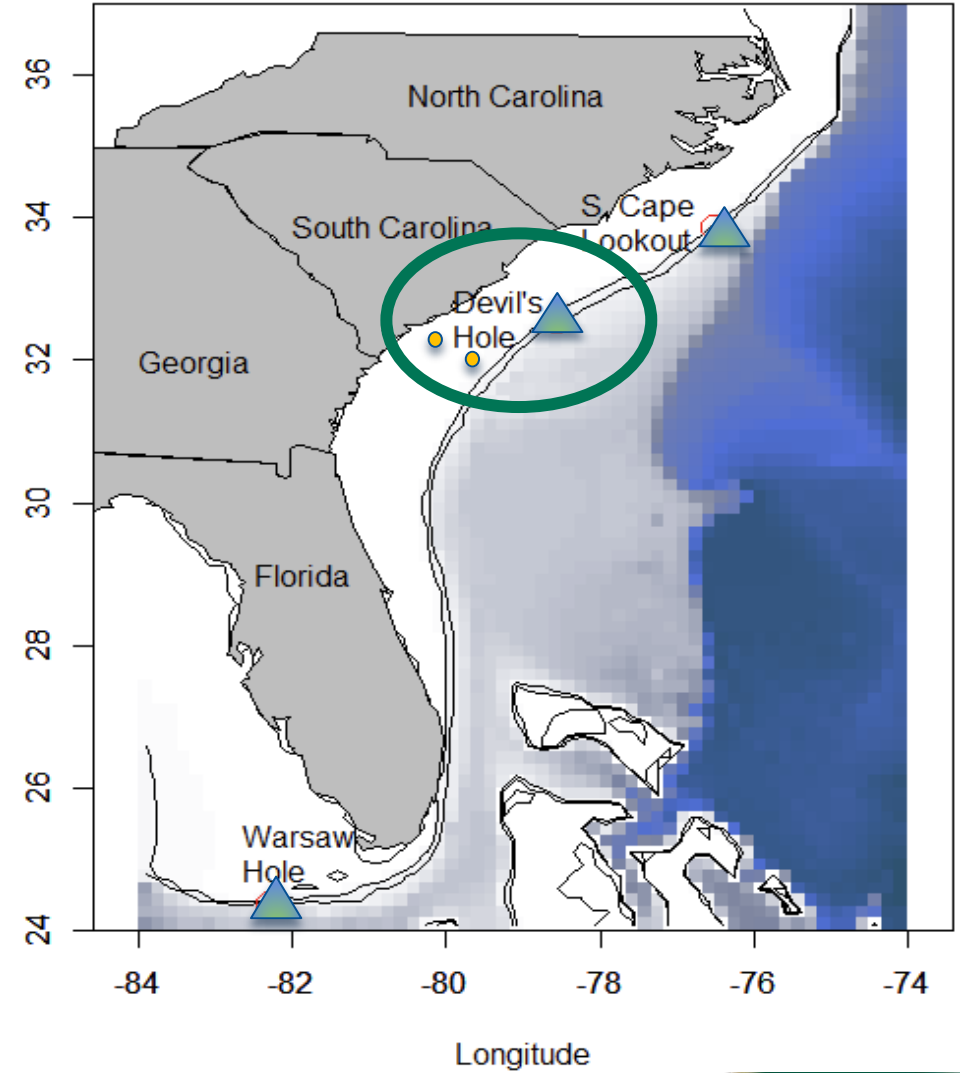 36
North Carolina
34
S. Cape
Lookout
South Carolina
Devil's
Hole
32
Georgia
30
Florida
28
26
Warsaw
Hole
24
-84 -82 -80 -78 -76 -74
Longitude